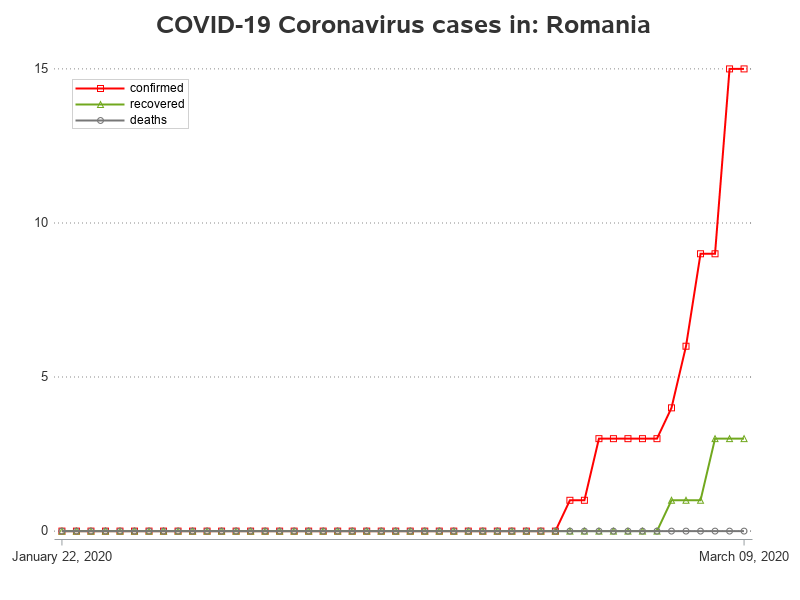 COVID-19 Coronavirus cases in: Romania
15
confirmed
recovered
deaths
10
5
0
January 22, 2020
March 09, 2020